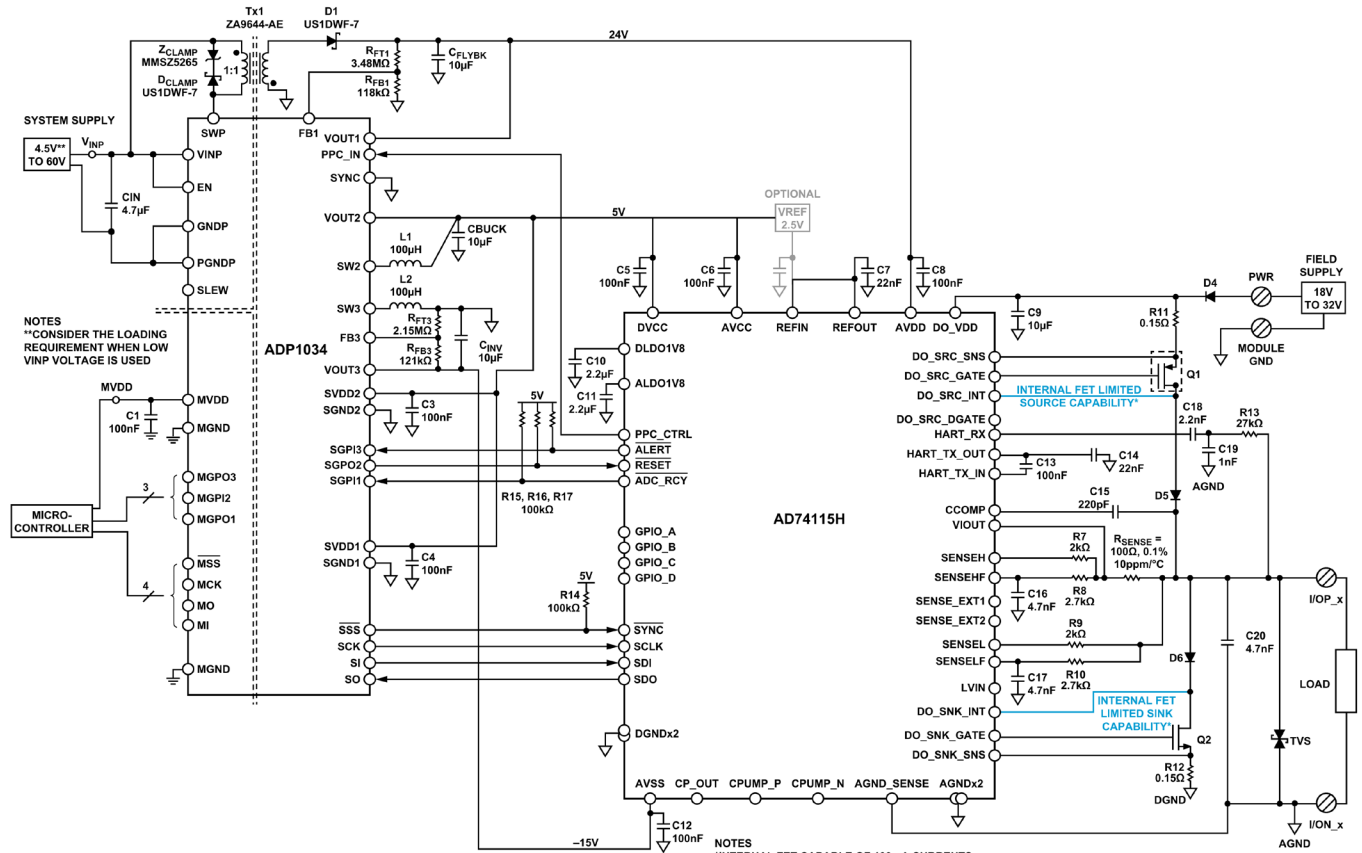 Tx1
ZA9644-AE
D1
US1DWF-7
ZCLAMP
MMSZ5265
DCLAMP
US1DWF-7
1:1
RFT1
3.48MΩ
RFB1
118kΩ
CFLYBK
10µF
24V
SYSTEM SUPPLY
4.5V**
TO 60V
VINP
CIN
4.7µF
SWP
FB1
VINP
EN
GNDP
PGNDP
SLEW
VOUT1
PPC_IN
SYNC
VOUT2
SW2
SW3
FB3
VOUT3
SVDD2
SGND2
SGPI3
SGPO2
SGPI1
SVDD1
SGND1
SSS
SCK
SI
SO
ADP1034
NOTES
**CONSIDER THE LOADING
REQUIREMENT WHEN LOW
VINP VOLTAGE IS USED
MVDD
C1
100nF
MVDD
MGND
MGPO3
MGPI2
MGPO1
MSS
MCK
MO
MI
MGND
MICRO-
CONTROLLER
3
4
L1
100µH
L2
100µH
CBUCK
10µF
5V
RFT3
2.15MΩ
RFB3
121kΩ
CINV
10µF
C3
100nF
C4
100nF
5V
R15, R16, R17
100kΩ
5V
R14
100kΩ
–15V
OPTIONAL
VREF
2.5V
C5
100nF
C6
100nF
C7
22nF
C8
100nF
C9
10µF
C10
2.2µF
C11
2.2µF
DVCC
AVCC
REFIN
REFOUT
AVDD
DO_VDD
DLDO1V8
ALDO1V8
PPC_CTRL
ALERT
RESET
ADC_RCY
GPIO_A
GPIO_B
GPIO_C
GPIO_D
SYNC
SCLK
SDI
SDO
DGNDx2
AD74115H
DO_SRC_SNS
DO_SRC_GATE
DO_SRC_INT
DO_SRC_DGATE
HART_RX
HART_TX_OUT
HART_TX_IN
CCOMP
VIOUT
SENSEH
SENSEHF
SENSE_EXT1
SENSE_EXT2
SENSEL
SENSELF
LVIN
DO_SNK_INT
DO_SNK_GATE
DO_SNK_SNS
AVSS
CP_OUT
CPUMP_P
CPUMP_N
AGND_SENSE
AGNDx2
C12
100nF
D4
PWR
FIELD
SUPPLY
18V
TO 32V
MODULE
GND
R11
0.15Ω
Q1
INTERNAL FET LIMITED
SOURCE CAPABILITY*
C18
2.2nF
R13
27kΩ
C19
1nF
AGND
C13
100nF
C14
22nF
C15
220pF
D5
R7
2kΩ
RSENSE =
100Ω, 0.1%
10ppm/°C
C16
4.7nF
R8
2.7kΩ
R9
2kΩ
C17
4.7nF
R10
2.7kΩ
D6
C20
4.7nF
INTERNAL FET
LIMITED SINK
CAPABILITY*
Q2
R12
0.15Ω
DGND
TVS
I/OP_x
LOAD
I/ON_x
AGND
NOTES